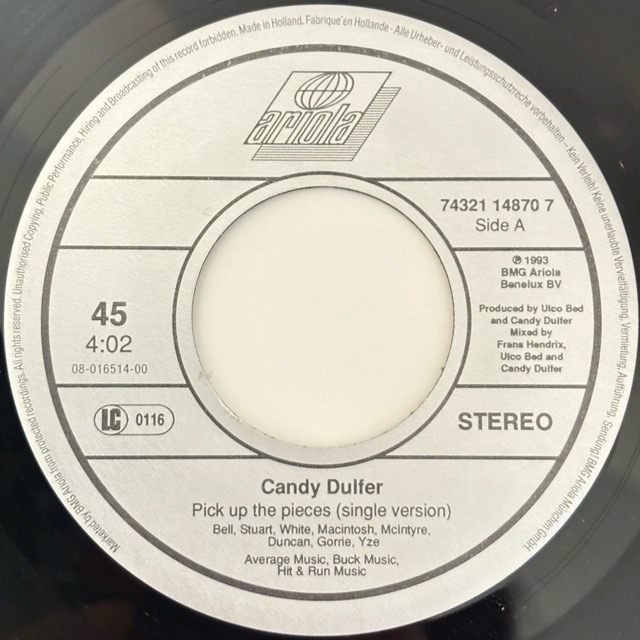 Marketed by BMG Ariola from protected recordings. All rights reserved. Unauthorised Copying, Public Performance, Hiring and Broadcasting of this record forbidden. Made in Holland. Fabriqué en Hollande · Alle Urheber- und Leistungsschutzreche vorbehalten – Kein Verleih! Keine unerlaubte Vervielfältigung, Vermietung, Aufführung, Sendung! BMG Ariola München GmbH.
ariola
74321 14870 7
Side A
℗ 1993
BMG Ariola
Benelux BV
45
4:02
08-016514-00
Produced by Ulco Bed
and Candy Dulfer
Mixed by
Frans Hendrix,
Ulco Bed and
Candy Dulfer
LC 0116
STEREO
Candy Dulfer
Pick up the pieces (single version)
Bell, Stuart, White, Macintosh, McIntyre,
Duncan, Gorrie, Yze
Average Music, Buck Music,
Hit & Run Music